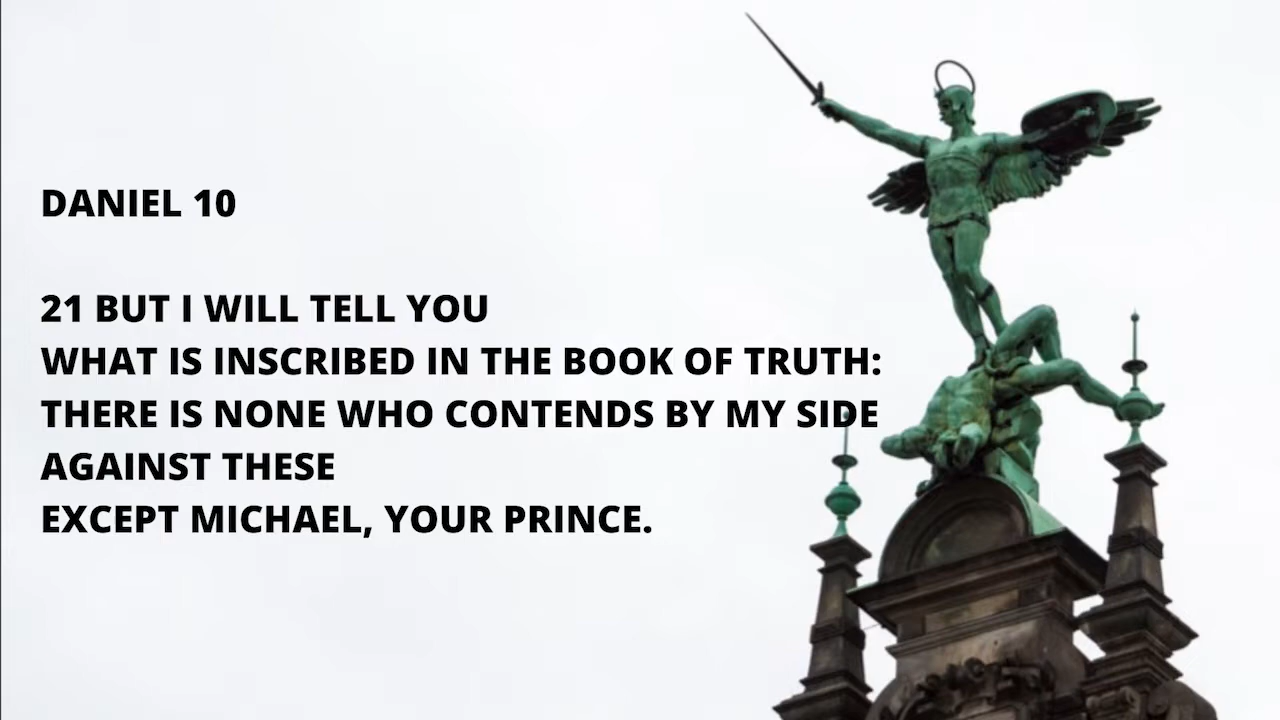 DANIEL 10
21 BUT I WILL TELL YOU
WHAT IS INSCRIBED IN THE BOOK OF TRUTH:
THERE IS NONE WHO CONTENDS BY MY SIDE
AGAINST THESE
EXCEPT MICHAEL, YOUR PRINCE.